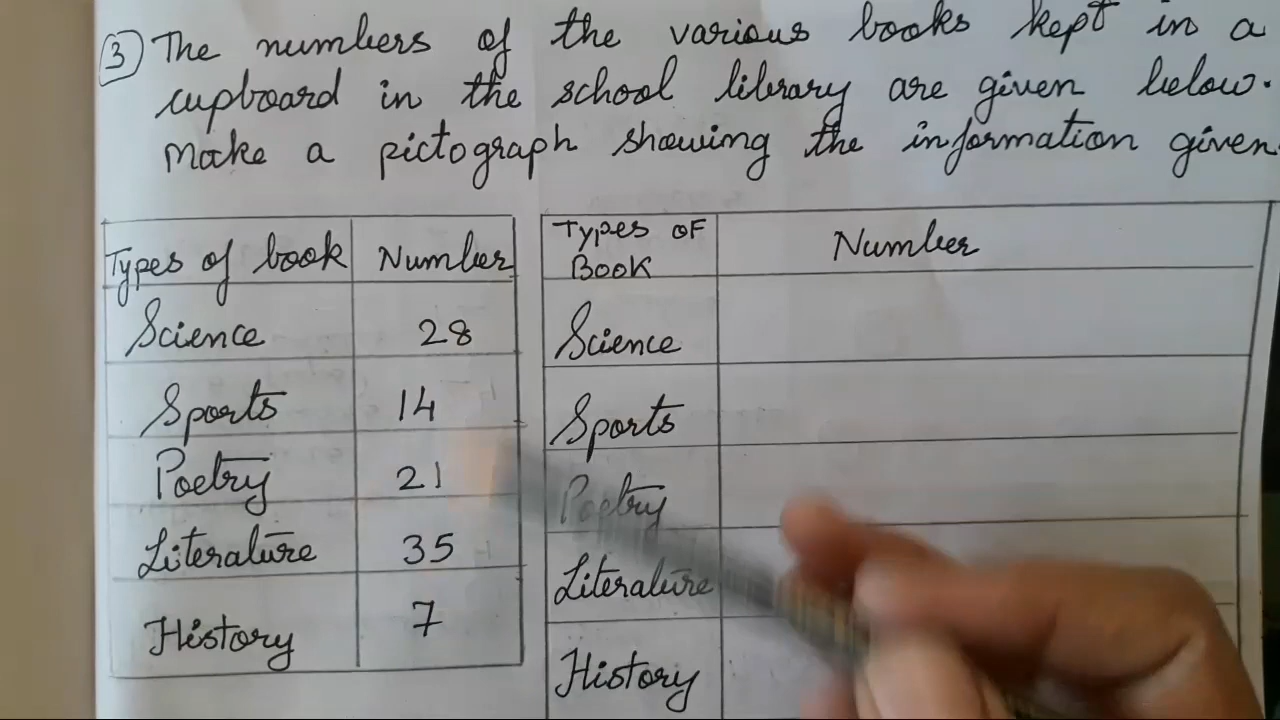 3 The numbers of the various books kept in a
cupboard in the school library are given below.
Make a pictograph showing the information given
Types of book Number
Science 28
Sports 14
Poetry 21
Literature 35
History 7
Types OF Book Number
Science
Sports
Poetry
Literature
History